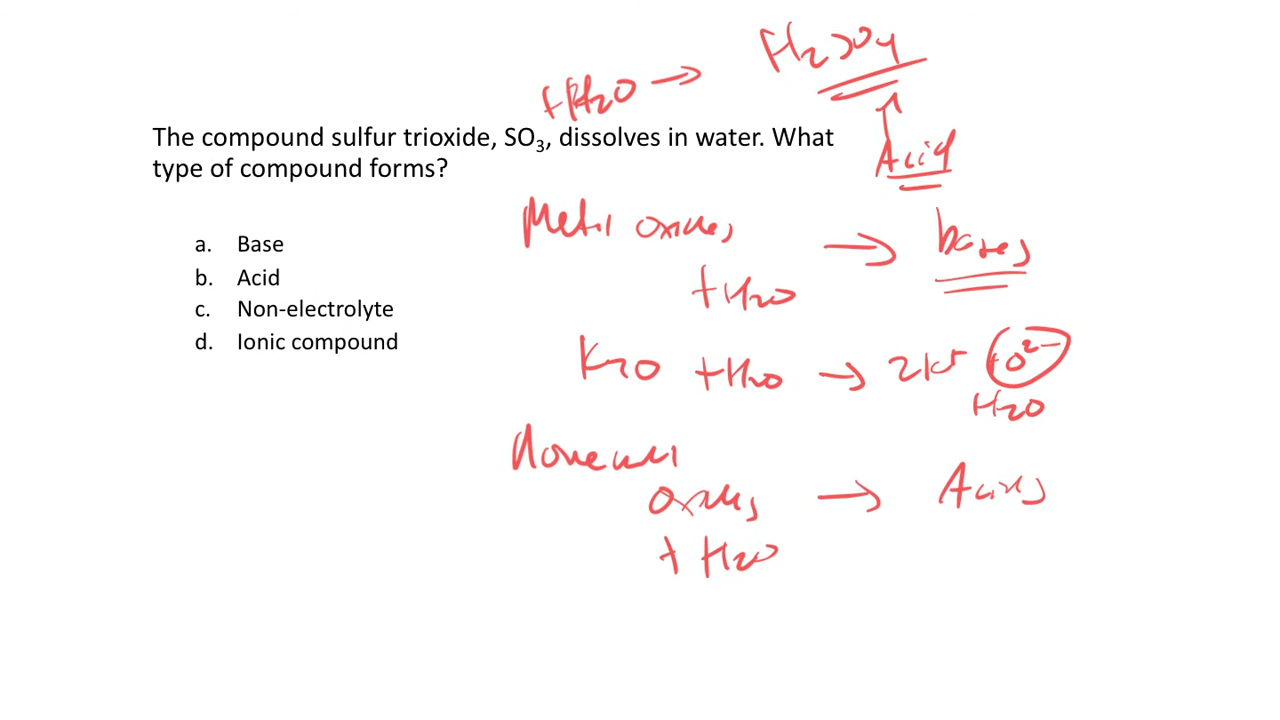 +H2O → H2SO4
The compound sulfur trioxide, SO3, dissolves in water. What
type of compound forms?
Acid
a. Base
b. Acid
c. Non-electrolyte
d. Ionic compound
Metal oxides → bases
+H2O
K2O +H2O → 2K+ +O2−
H2O
Nonmetal
oxides → Acids
+ H2O